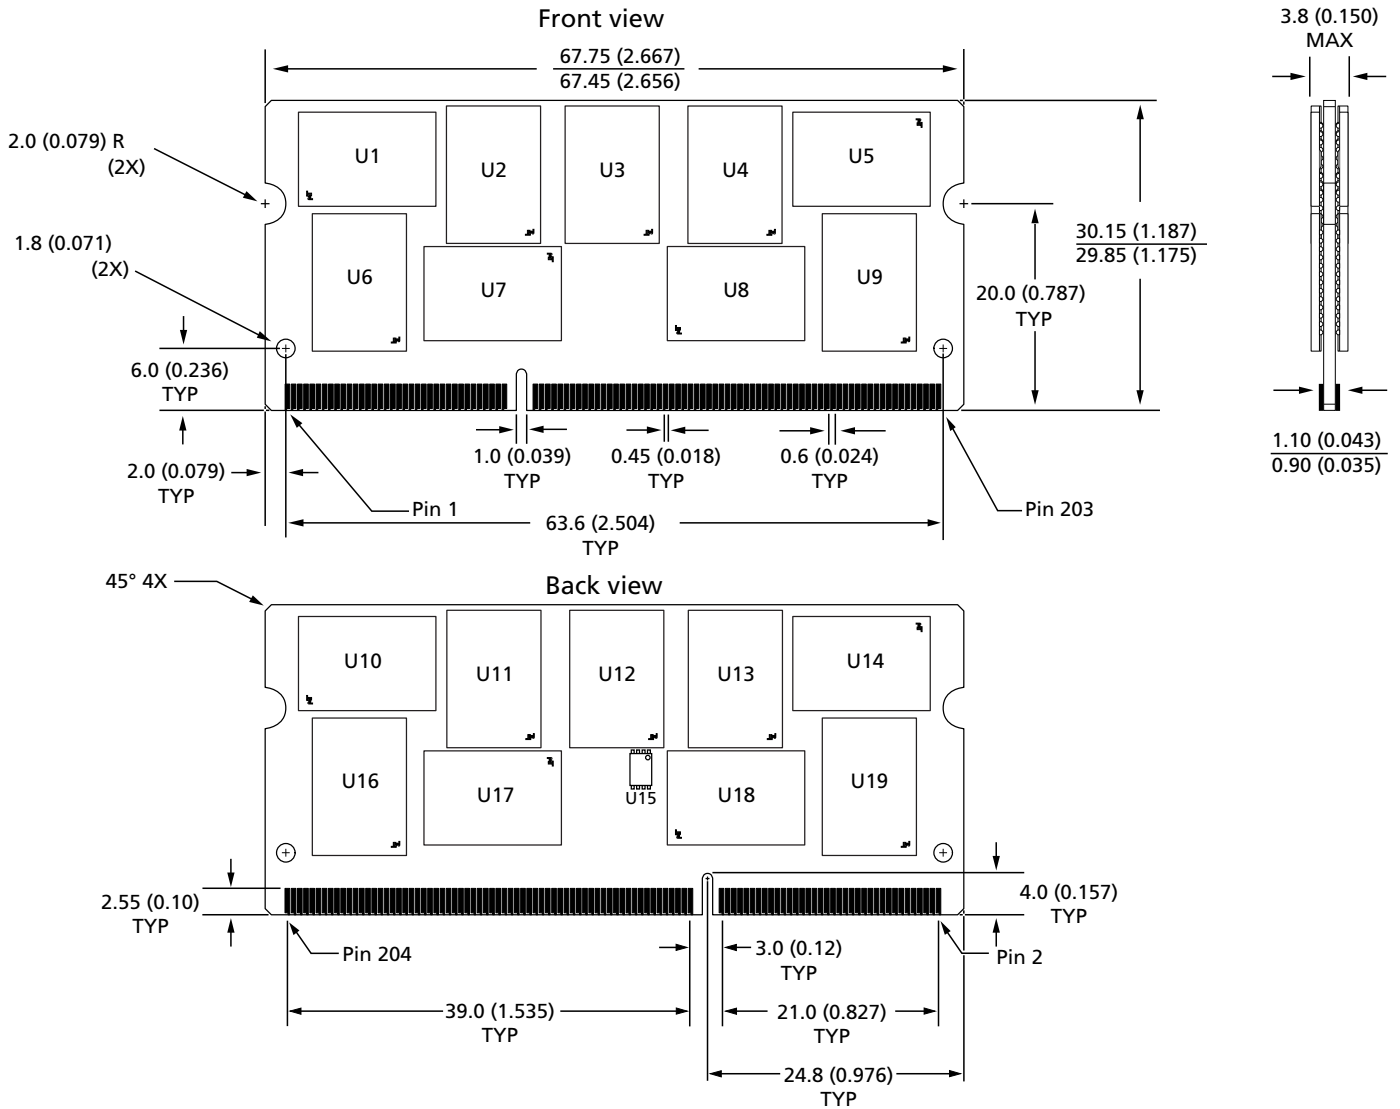 Front view
3.8 (0.150)
MAX
67.75 (2.667)
67.45 (2.656)
2.0 (0.079) R
(2X)
U1
U2
U3
U4
U5
1.8 (0.071)
(2X)
30.15 (1.187)
29.85 (1.175)
U6
U7
U8
U9
20.0 (0.787)
TYP
6.0 (0.236)
TYP
1.0 (0.039)
TYP
0.45 (0.018)
TYP
0.6 (0.024)
TYP
1.10 (0.043)
0.90 (0.035)
2.0 (0.079)
TYP
Pin 1
Pin 203
63.6 (2.504)
TYP
45° 4X
Back view
U10
U11
U12
U13
U14
U16
U17
U15
U18
U19
2.55 (0.10)
TYP
4.0 (0.157)
TYP
Pin 204
3.0 (0.12)
TYP
Pin 2
39.0 (1.535)
TYP
21.0 (0.827)
TYP
24.8 (0.976)
TYP